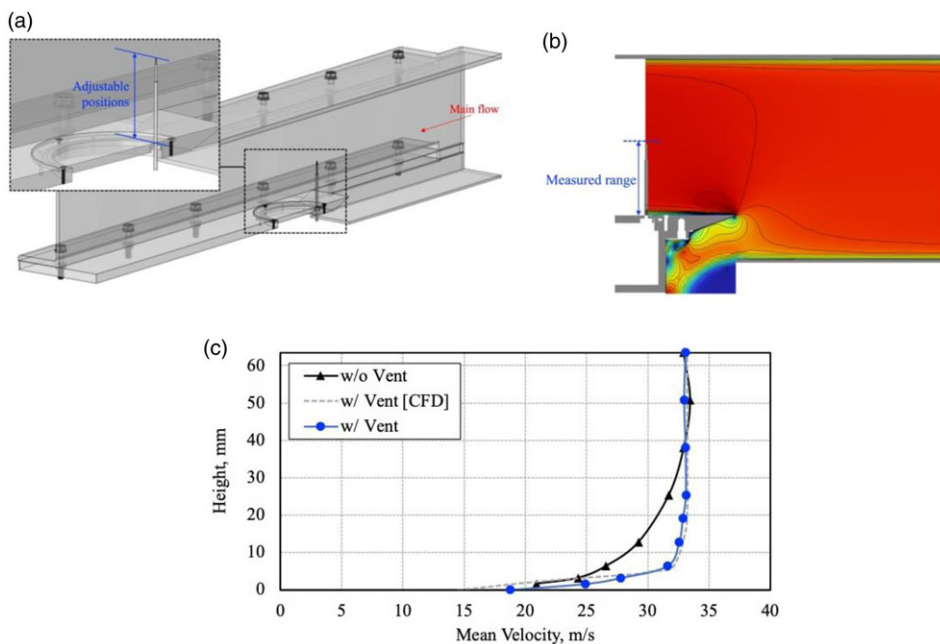 (a)
Adjustable
positions
Main flow
(b)
Measured range
(c)
60
50
40
30
20
10
0
Height, mm
w/o Vent
w/ Vent [CFD]
w/ Vent
0 5 10 15 20 25 30 35 40
Mean Velocity, m/s